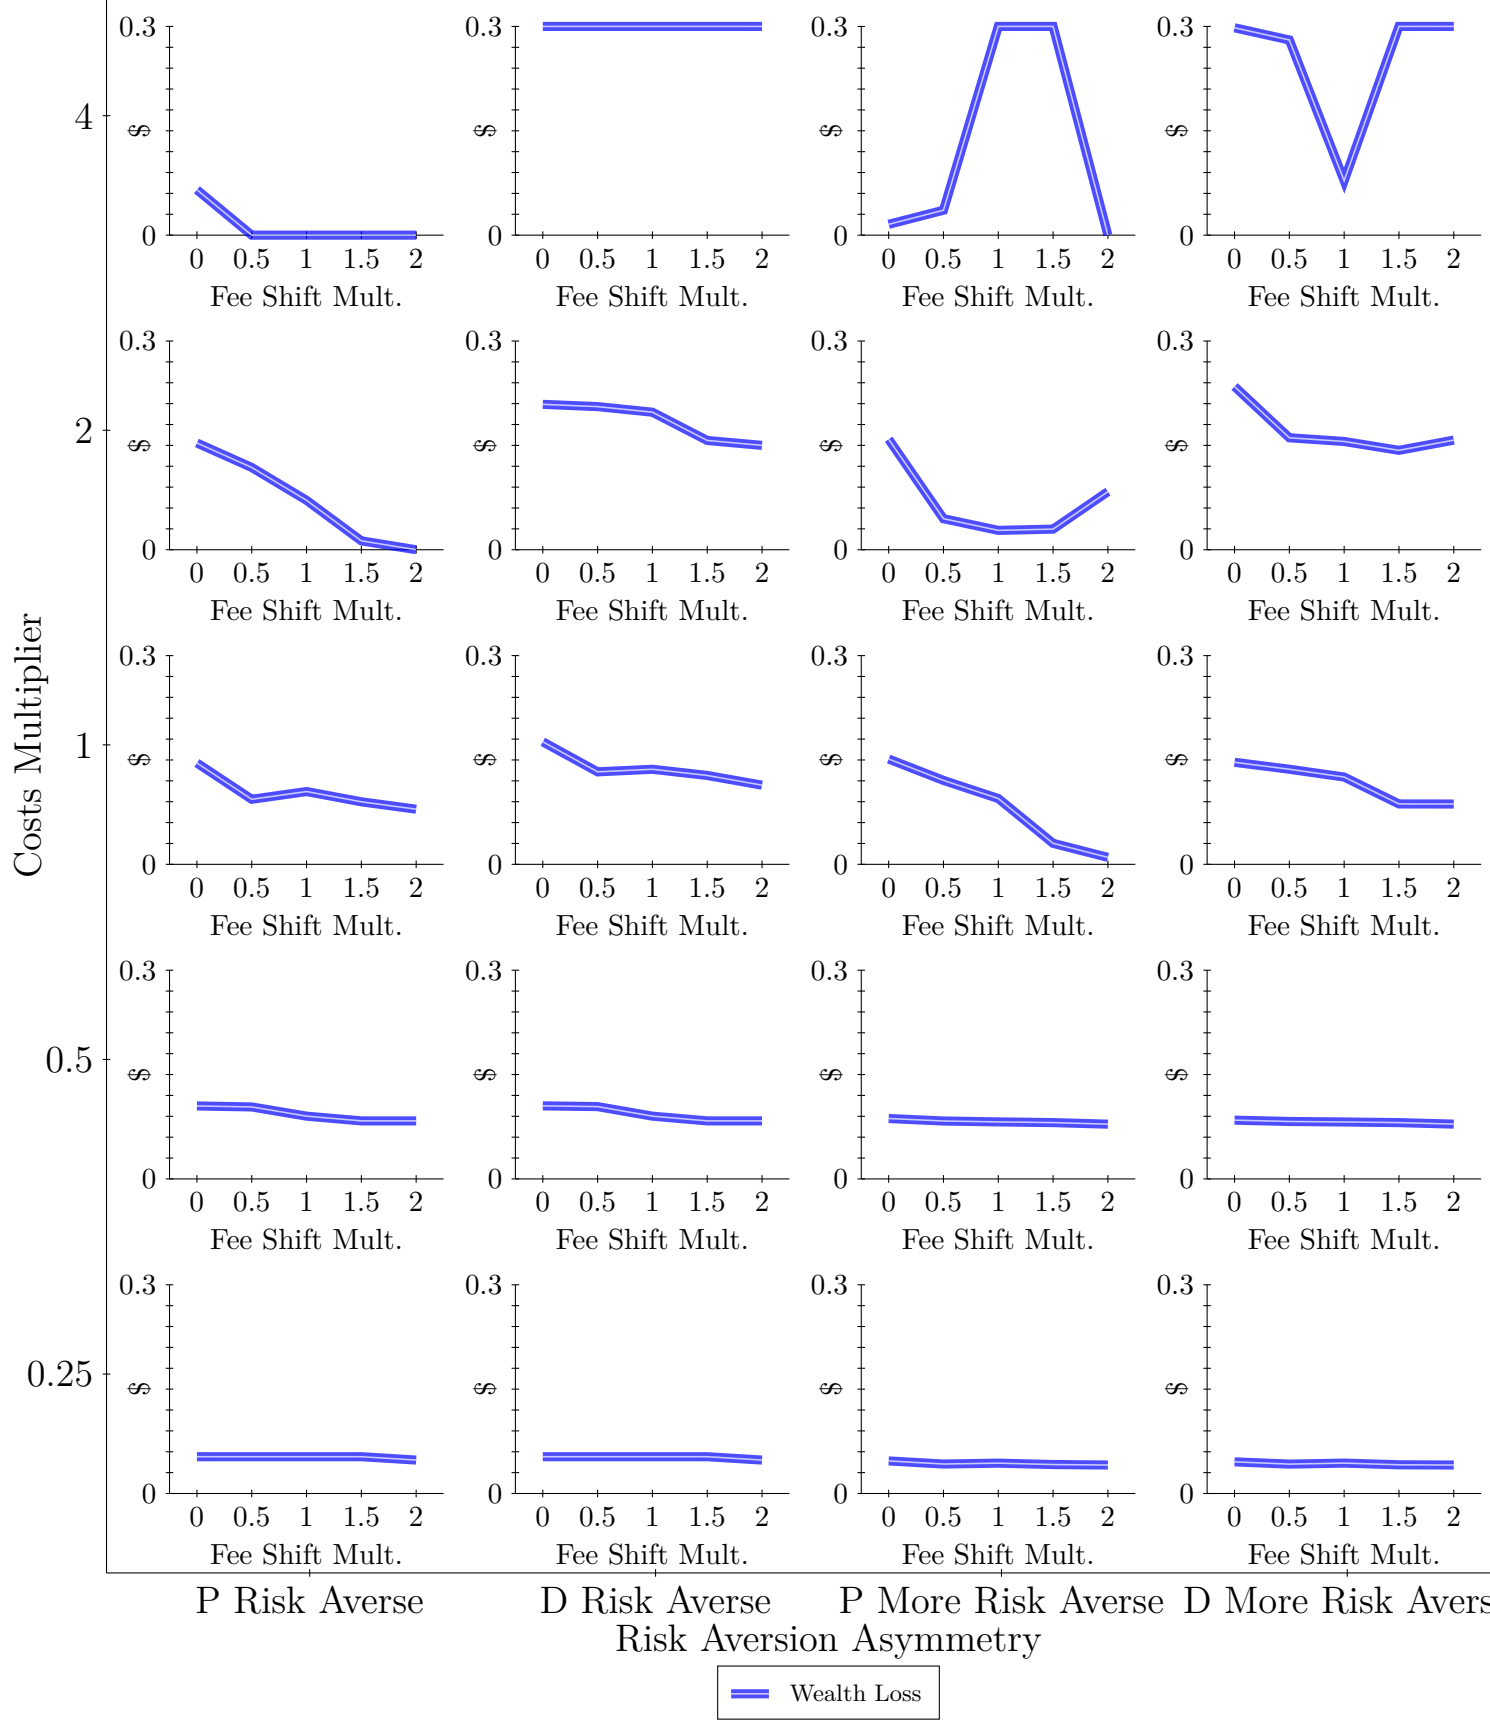 0.3 0.3 0.3 0.3
4
$ $ $ $
0 0 0 0
0 0.5 1 1.5 2 0 0.5 1 1.5 2 0 0.5 1 1.5 2 0 0.5 1 1.5 2
Fee Shift Mult. Fee Shift Mult. Fee Shift Mult. Fee Shift Mult.
0.3 0.3 0.3 0.3
2
$ $ $ $
0 0 0 0
0 0.5 1 1.5 2 0 0.5 1 1.5 2 0 0.5 1 1.5 2 0 0.5 1 1.5 2
Fee Shift Mult. Fee Shift Mult. Fee Shift Mult. Fee Shift Mult.
Costs Multiplier
0.3 0.3 0.3 0.3
1
$ $ $ $
0 0 0 0
0 0.5 1 1.5 2 0 0.5 1 1.5 2 0 0.5 1 1.5 2 0 0.5 1 1.5 2
Fee Shift Mult. Fee Shift Mult. Fee Shift Mult. Fee Shift Mult.
0.3 0.3 0.3 0.3
0.5
$ $ $ $
0 0 0 0
0 0.5 1 1.5 2 0 0.5 1 1.5 2 0 0.5 1 1.5 2 0 0.5 1 1.5 2
Fee Shift Mult. Fee Shift Mult. Fee Shift Mult. Fee Shift Mult.
0.3 0.3 0.3 0.3
0.25
$ $ $ $
0 0 0 0
0 0.5 1 1.5 2 0 0.5 1 1.5 2 0 0.5 1 1.5 2 0 0.5 1 1.5 2
Fee Shift Mult. Fee Shift Mult. Fee Shift Mult. Fee Shift Mult.
P Risk Averse D Risk Averse P More Risk Averse D More Risk Avers
Risk Aversion Asymmetry
Wealth Loss